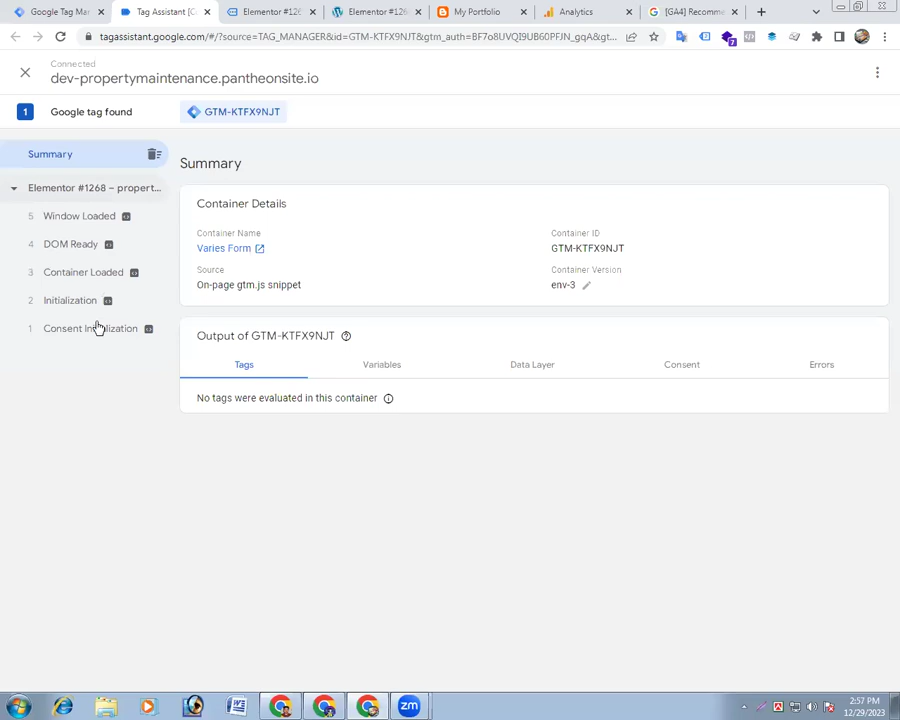 Google Tag Man
Tag Assistant [C
Elementor #126
Elementor #126
My Portfolio
Analytics
[GA4] Recomme
tagassistant.google.com/#/?source=TAG_MANAGER&id=GTM-KTFX9NJT&gtm_auth=BF7o8UVQI9UB60PFJN_gqA&gt...
7
Connected
dev-propertymaintenance.pantheonsite.io
1
Google tag found
GTM-KTFX9NJT
Summary
Elementor #1268 – propert...
5 Window Loaded
4 DOM Ready
3 Container Loaded
2 Initialization
1 Consent Initialization
Summary
Container Details
Container Name
Varies Form
Container ID
GTM-KTFX9NJT
Source
On-page gtm.js snippet
Container Version
env-3
Output of GTM-KTFX9NJT
Tags
Variables
Data Layer
Consent
Errors
No tags were evaluated in this container
zm
2:57 PM
12/29/2023